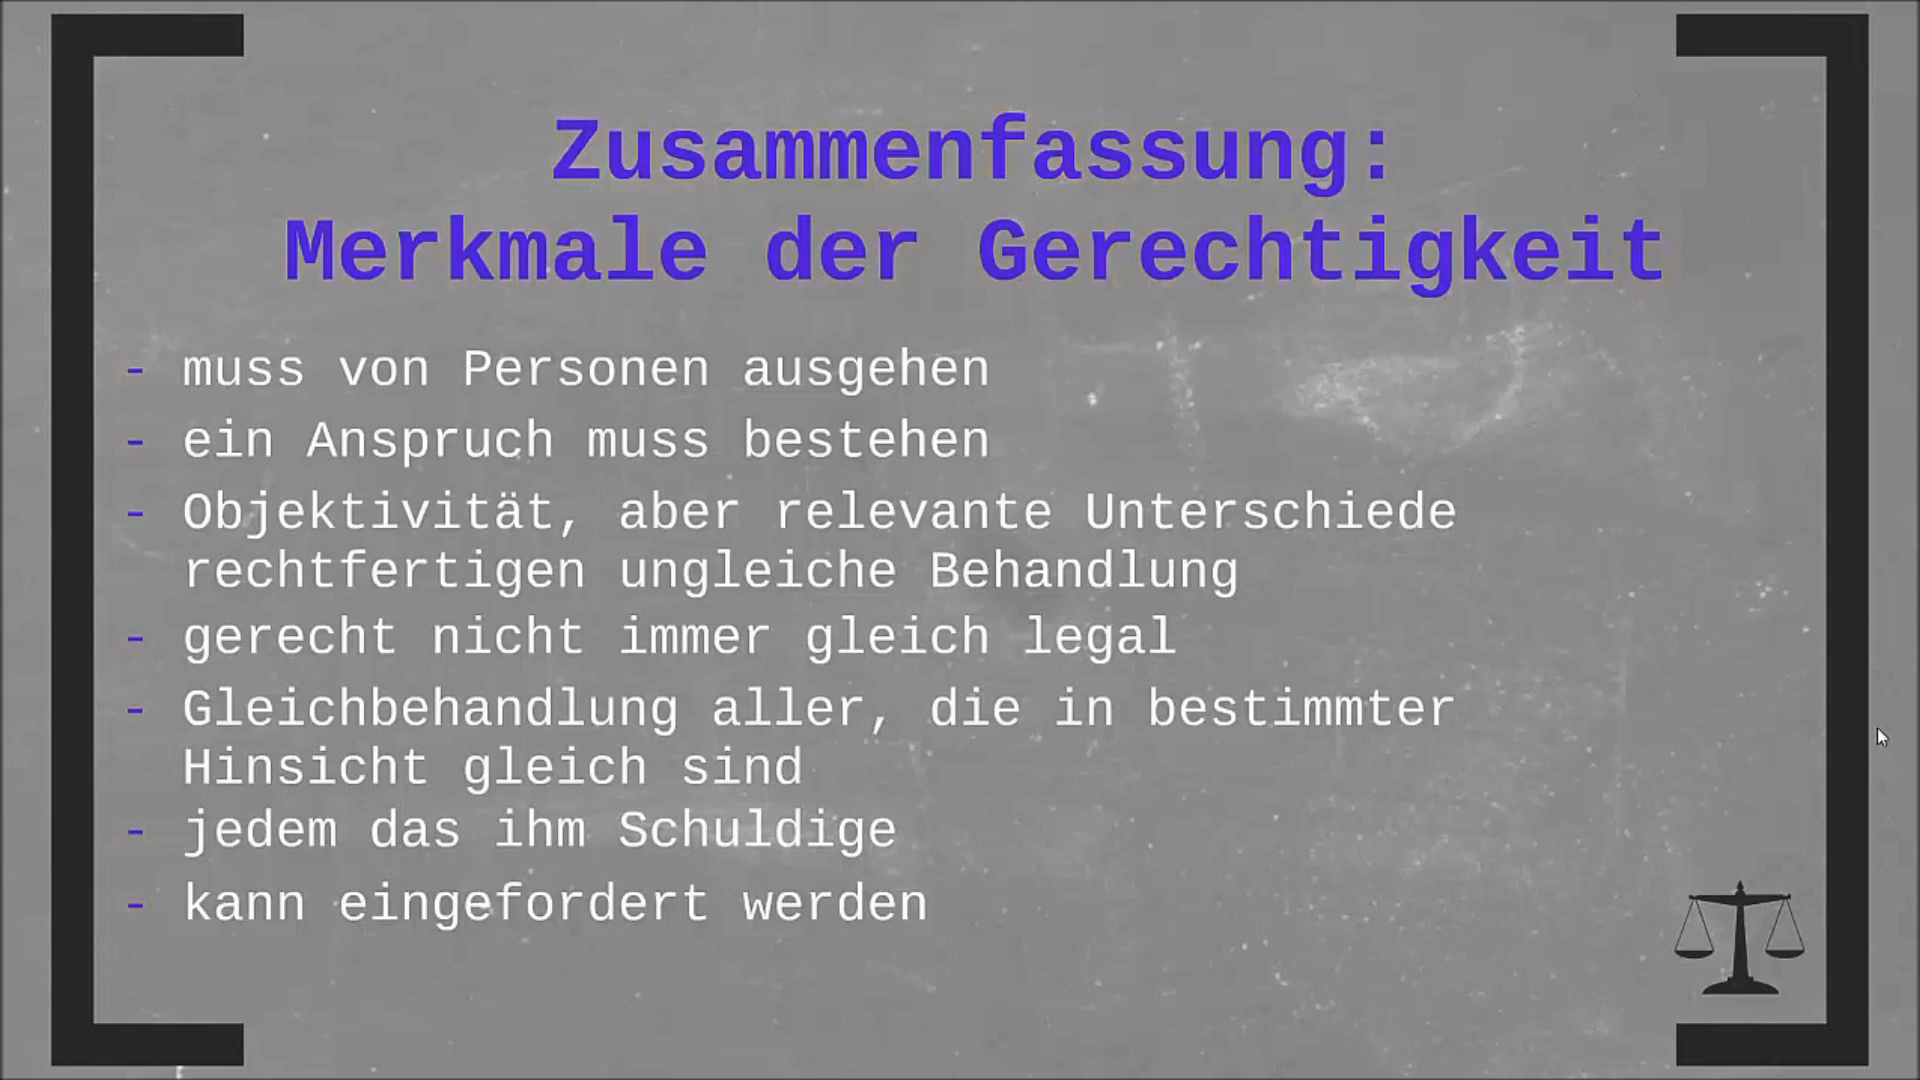 Zusammenfassung:
Merkmale der Gerechtigkeit
- muss von Personen ausgehen
- ein Anspruch muss bestehen
- Objektivität, aber relevante Unterschiede
rechtfertigen ungleiche Behandlung
- gerecht nicht immer gleich legal
- Gleichbehandlung aller, die in bestimmter
Hinsicht gleich sind
- jedem das ihm Schuldige
- kann eingefordert werden